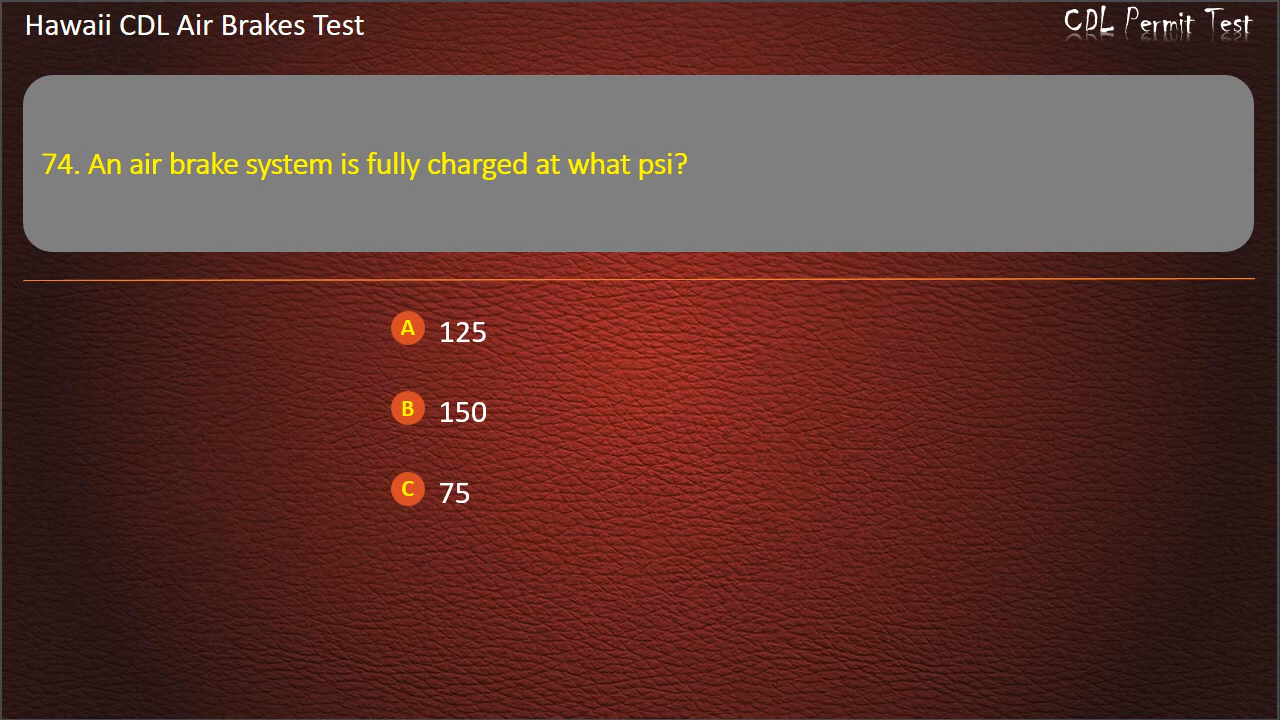 Hawaii CDL Air Brakes Test
CDL Permit Test
74. An air brake system is fully charged at what psi?
A 125
B 150
C 75